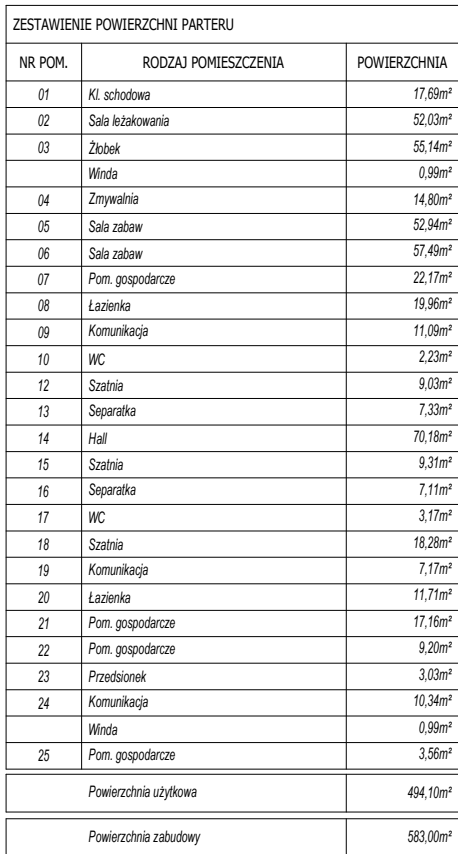 ZESTAWIENIE POWIERZCHNI PARTERU
NR POM. RODZAJ POMIESZCZENIA POWIERZCHNIA
01 Kl. schodowa 17,69m²
02 Sala leżakowania 52,03m²
03 Żłobek 55,14m²
Winda 0,99m²
04 Zmywalnia 14,80m²
05 Sala zabaw 52,94m²
06 Sala zabaw 57,49m²
07 Pom. gospodarcze 22,17m²
08 Łazienka 19,96m²
09 Komunikacja 11,09m²
10 WC 2,23m²
12 Szatnia 9,03m²
13 Separatka 7,33m²
14 Hall 70,18m²
15 Szatnia 9,31m²
16 Separatka 7,11m²
17 WC 3,17m²
18 Szatnia 18,28m²
19 Komunikacja 7,17m²
20 Łazienka 11,71m²
21 Pom. gospodarcze 17,16m²
22 Pom. gospodarcze 9,20m²
23 Przedsionek 3,03m²
24 Komunikacja 10,34m²
Winda 0,99m²
25 Pom. gospodarcze 3,56m²
Powierzchnia użytkowa 494,10m²
Powierzchnia zabudowy 583,00m²